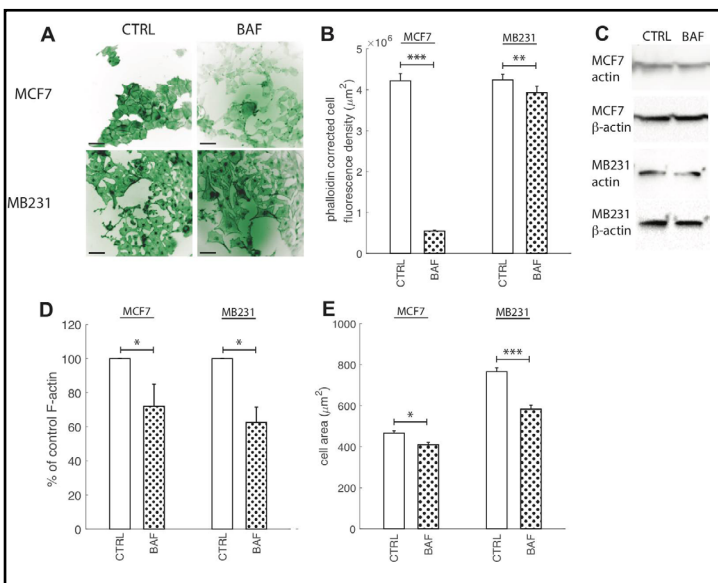 A
CTRL
BAF
MCF7
MB231
B
× 10⁶
MCF7
MB231
***
**
phalloidin corrected cell
fluorescence density (μm²)
5
4
3
2
1
0
CTRL
BAF
CTRL
BAF
C
CTRL BAF
MCF7
actin
MCF7
β-actin
MB231
actin
MB231
β-actin
D
MCF7
MB231
*
*
% of control F-actin
120
100
80
60
40
20
0
CTRL
BAF
CTRL
BAF
E
MCF7
MB231
*
***
cell area (μm²)
1000
800
600
400
400
0
CTRL
BAF
CTRL
BAF